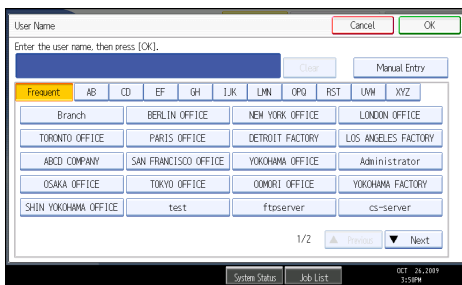 User Name
Cancel
OK
Enter the user name, then press [OK].
Clear
Manual Entry
Frequent AB CD EF GH IJK LMN OPQ RST UVW XYZ
Branch BERLIN OFFICE NEW YORK OFFICE LONDON OFFICE
TORONTO OFFICE PARIS OFFICE DETROIT FACTORY LOS ANGELES FACTORY
ABCD COMPANY SAN FRANCISCO OFFICE YOKOHAMA OFFICE Administrator
OSAKA OFFICE TOKYO OFFICE OOMORI OFFICE YOKOHAMA FACTORY
SHIN YOKOHAMA OFFICE test ftpserver cs-server
1/2 ▲ Previous ▼ Next
System Status Job List OCT 26,2009
3:50PM